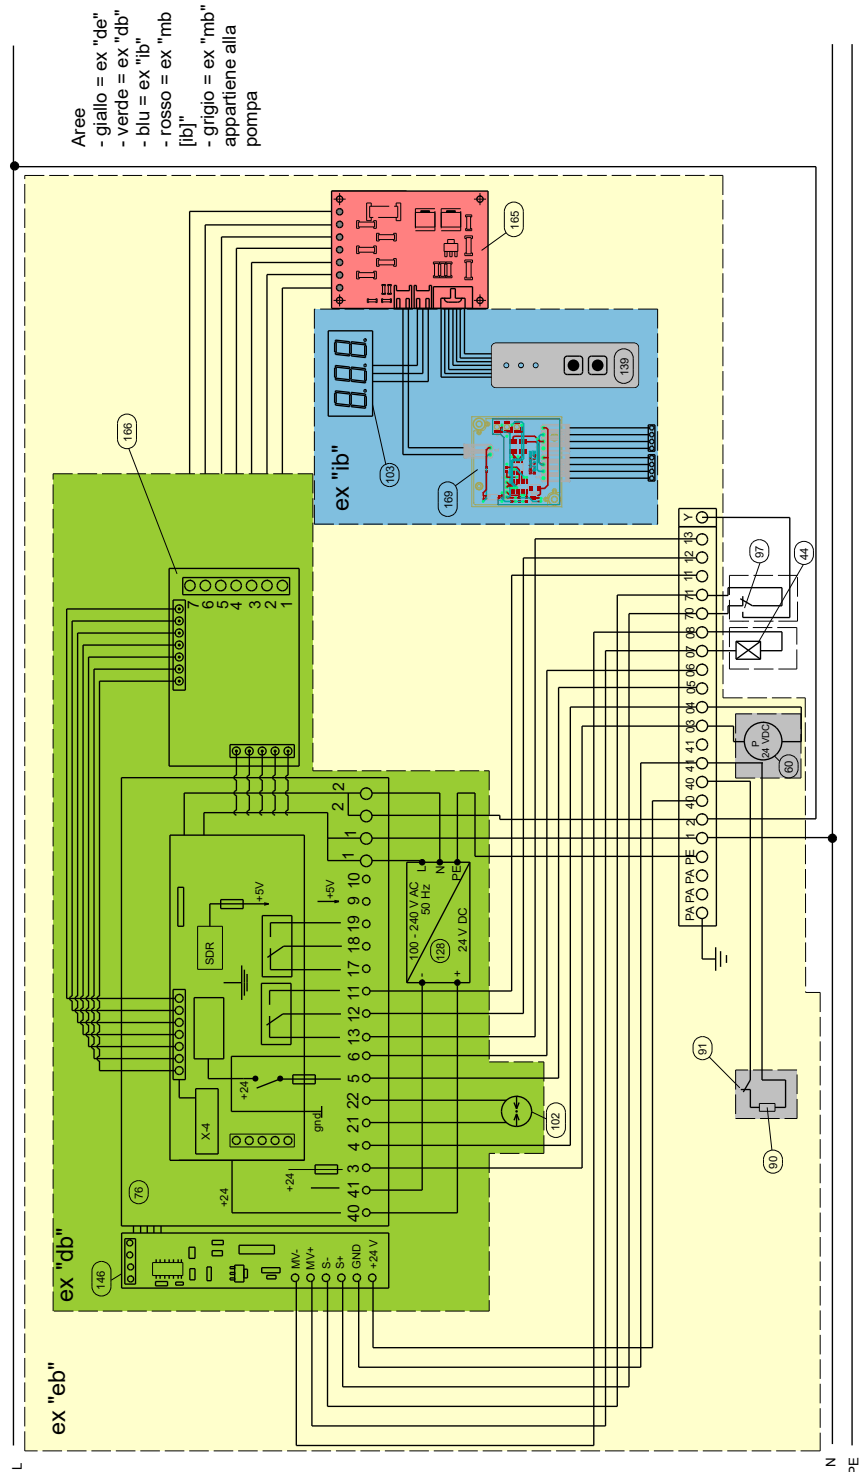 Aree
- giallo = ex "de"
- verde = ex "db"
- blu = ex "ib"
- rosso = ex "mb
[ib]"
- grigio = ex "mb"
appartiene alla
pompa
L
N
PE
ex "eb"
ex "db"
ex "ib"
165
166
103
139
169
97
44
60
91
90
102
128
76
146
7
6
5
4
3
2
1
SDR
+5V
+5V
X-4
+24
gnd
+24
+24
2
2
1
1
10
9
19
18
17
11
12
13
6
5
22
21
4
3
41
40
100 - 240 V AC
50 Hz
24 V DC
L
N
PE
-
+
MV-
MV+
S-
S+
GND
+24 V
Y
13
12
11
71
70
08
07
06
05
04
03
41
41
40
40
2
1
PE
PA
PA
PA
P
24 VDC